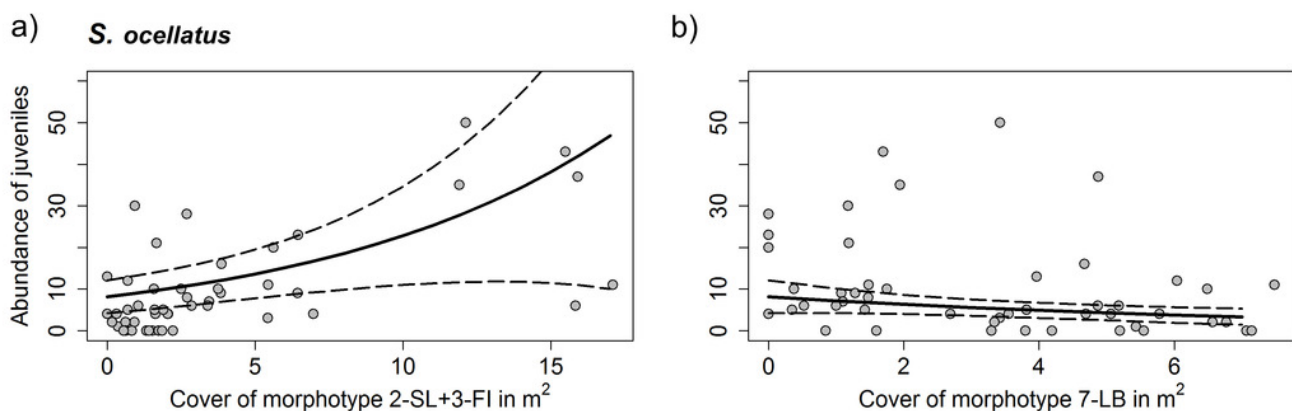 a) S. ocellatus
b)
Abundance of juveniles
50
30
10
0
0 5 10 15
Cover of morphotype 2-SL+3-FI in m²
50
30
10
0
0 2 4 6
Cover of morphotype 7-LB in m²